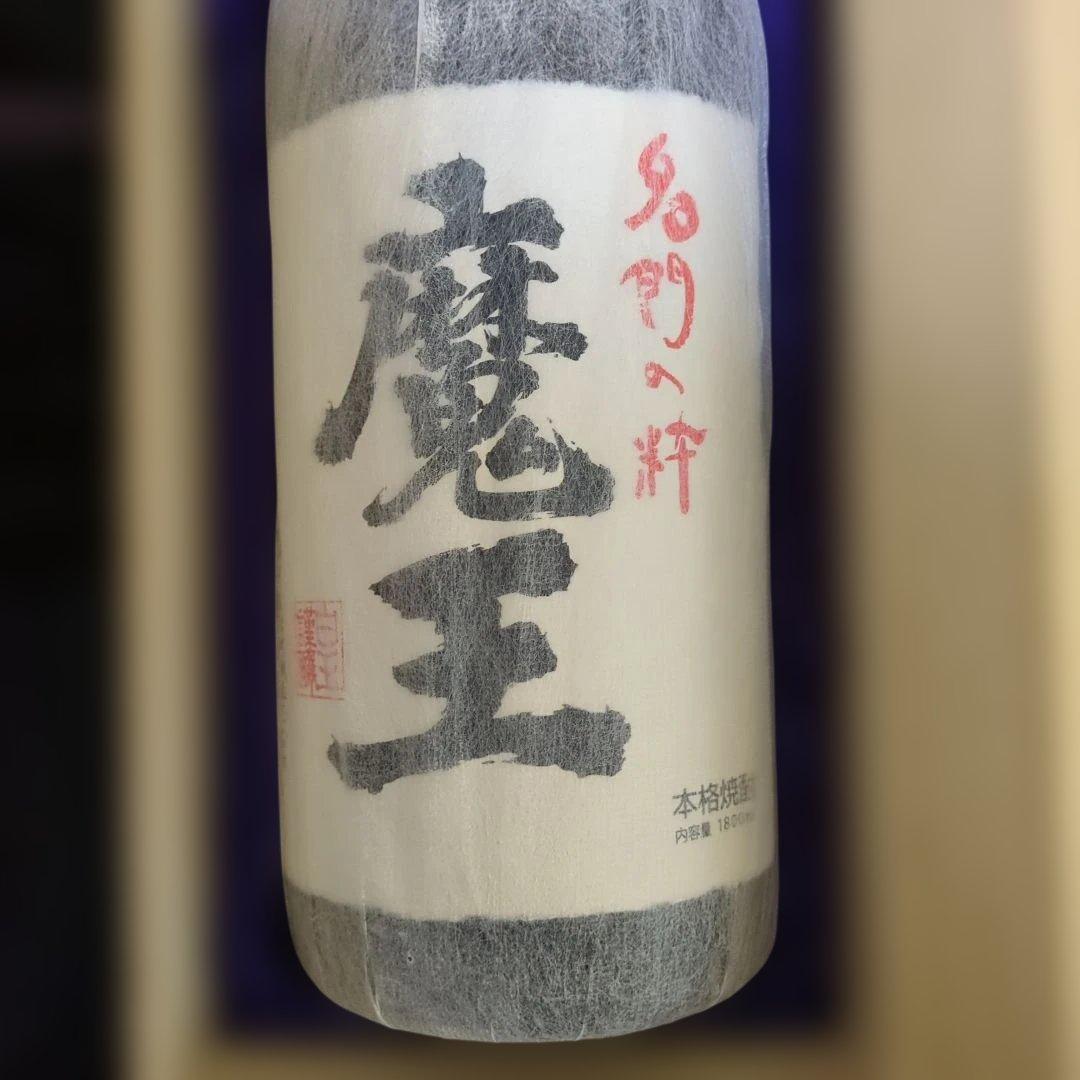 名門の粋
魔王
本格焼酎
内容量 1800ml